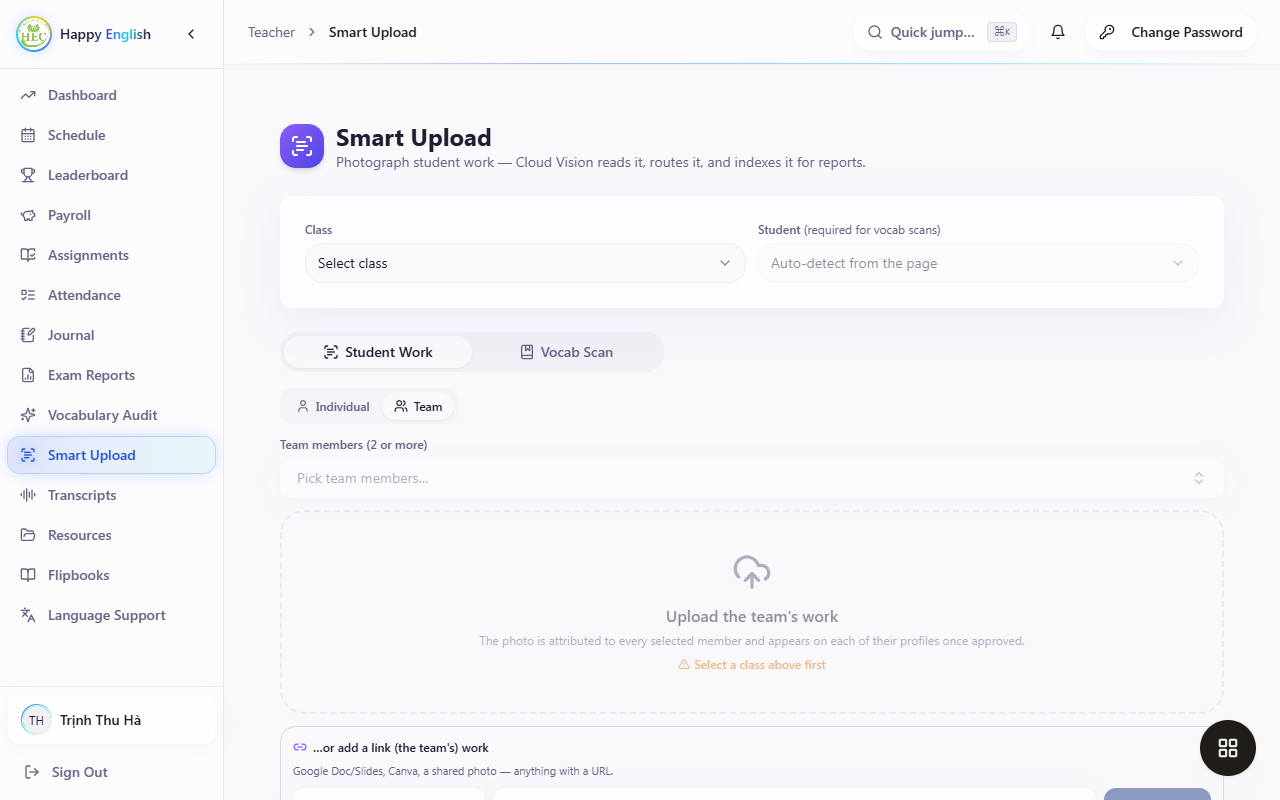 HEC
Happy English
Teacher
Smart Upload
Quick jump...
⌘K
Change Password
Dashboard
Schedule
Leaderboard
Payroll
Assignments
Attendance
Journal
Exam Reports
Vocabulary Audit
Smart Upload
Transcripts
Resources
Flipbooks
Language Support
TH
Trịnh Thu Hà
Sign Out
Smart Upload
Photograph student work — Cloud Vision reads it, routes it, and indexes it for reports.
Class
Select class
Student (required for vocab scans)
Auto-detect from the page
Student Work
Vocab Scan
Individual
Team
Team members (2 or more)
Pick team members...
Upload the team's work
The photo is attributed to every selected member and appears on each of their profiles once approved.
Select a class above first
...or add a link (the team's) work
Google Doc/Slides, Canva, a shared photo — anything with a URL.